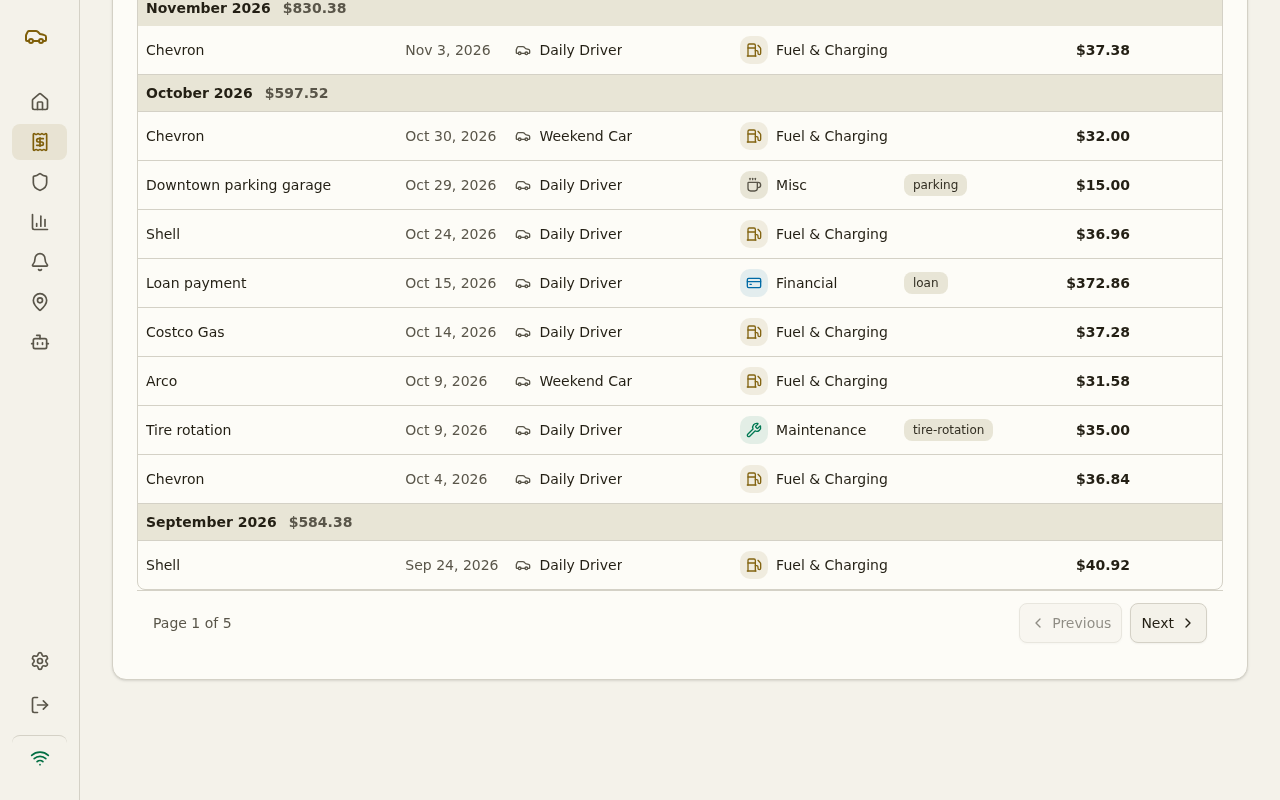 November 2026 $830.38
Chevron Nov 3, 2026 Daily Driver Fuel & Charging $37.38
October 2026 $597.52
Chevron Oct 30, 2026 Weekend Car Fuel & Charging $32.00
Downtown parking garage Oct 29, 2026 Daily Driver Misc parking $15.00
Shell Oct 24, 2026 Daily Driver Fuel & Charging $36.96
Loan payment Oct 15, 2026 Daily Driver Financial loan $372.86
Costco Gas Oct 14, 2026 Daily Driver Fuel & Charging $37.28
Arco Oct 9, 2026 Weekend Car Fuel & Charging $31.58
Tire rotation Oct 9, 2026 Daily Driver Maintenance tire-rotation $35.00
Chevron Oct 4, 2026 Daily Driver Fuel & Charging $36.84
September 2026 $584.38
Shell Sep 24, 2026 Daily Driver Fuel & Charging $40.92
Page 1 of 5 Previous Next